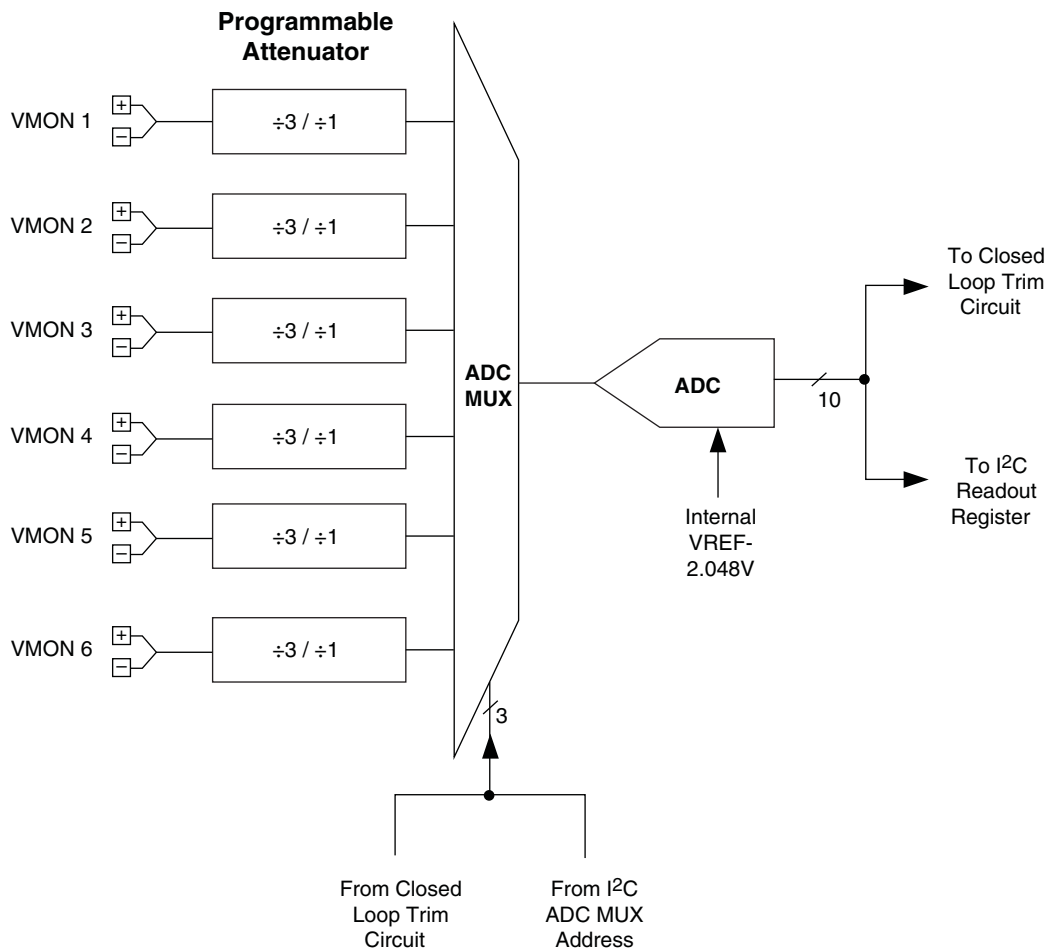 Programmable
Attenuator
VMON 1
+
−
÷3 / ÷1
VMON 2
+
−
÷3 / ÷1
VMON 3
+
−
÷3 / ÷1
VMON 4
+
−
÷3 / ÷1
VMON 5
+
−
÷3 / ÷1
VMON 6
+
−
÷3 / ÷1
ADC
MUX
3
From Closed
Loop Trim
Circuit
From I²C
ADC MUX
Address
ADC
10
Internal
VREF-
2.048V
To Closed
Loop Trim
Circuit
To I²C
Readout
Register